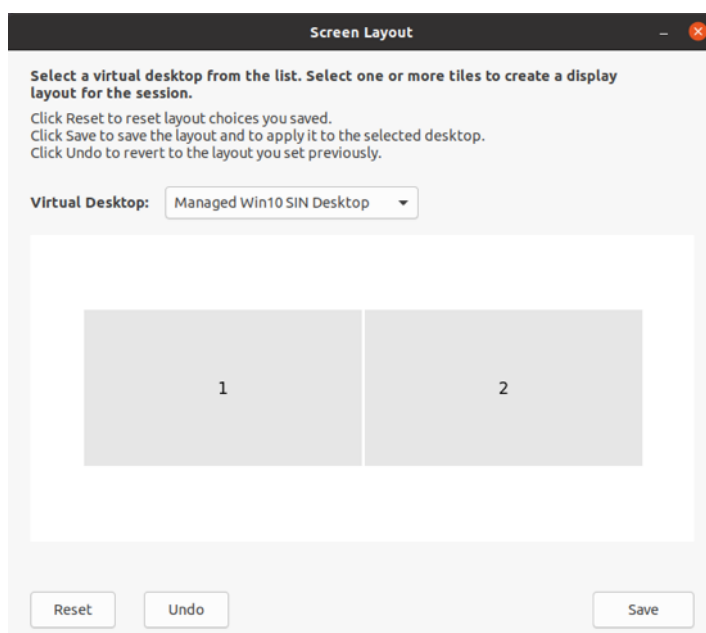 Screen Layout
Select a virtual desktop from the list. Select one or more tiles to create a display
layout for the session.
Click Reset to reset layout choices you saved.
Click Save to save the layout and to apply it to the selected desktop.
Click Undo to revert to the layout you set previously.
Virtual Desktop: Managed Win10 SIN Desktop
1 2
Reset Undo Save